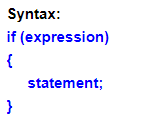 Syntax:
if (expression)
{
statement;
}